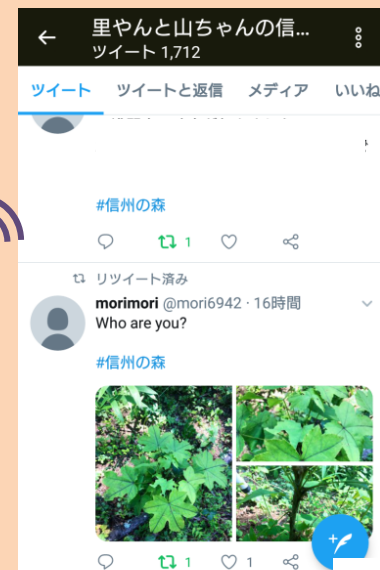 里やんと山ちゃんの信...
ツイート 1,712
ツイート ツイートと返信 メディア いいね
#信州の森
1
リツイート済み
morimori @mori6942 · 16時間
Who are you?
#信州の森
1 1